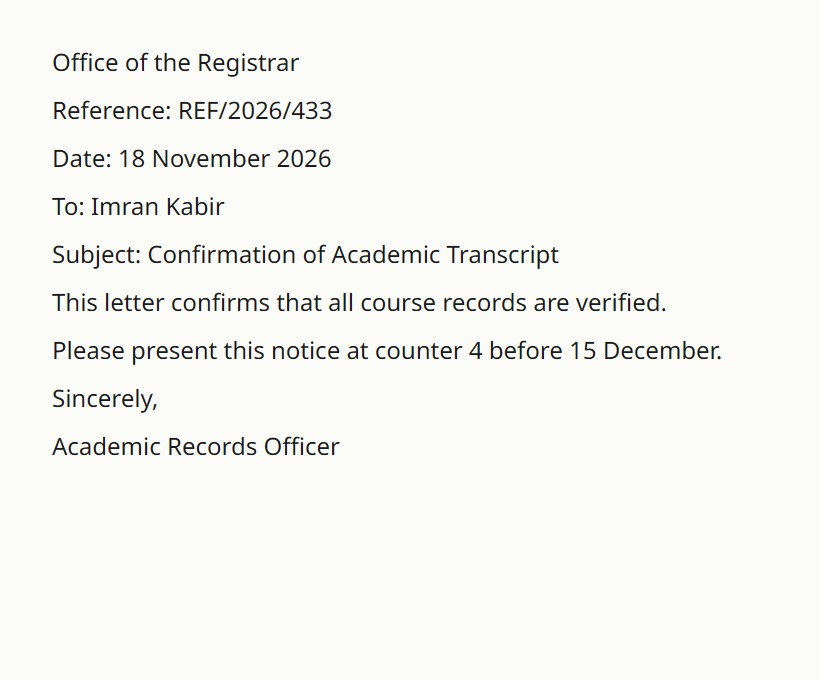 Office of the Registrar
Reference: REF/2026/433
Date: 18 November 2026
To: Imran Kabir
Subject: Confirmation of Academic Transcript
This letter confirms that all course records are verified.
Please present this notice at counter 4 before 15 December.
Sincerely,
Academic Records Officer